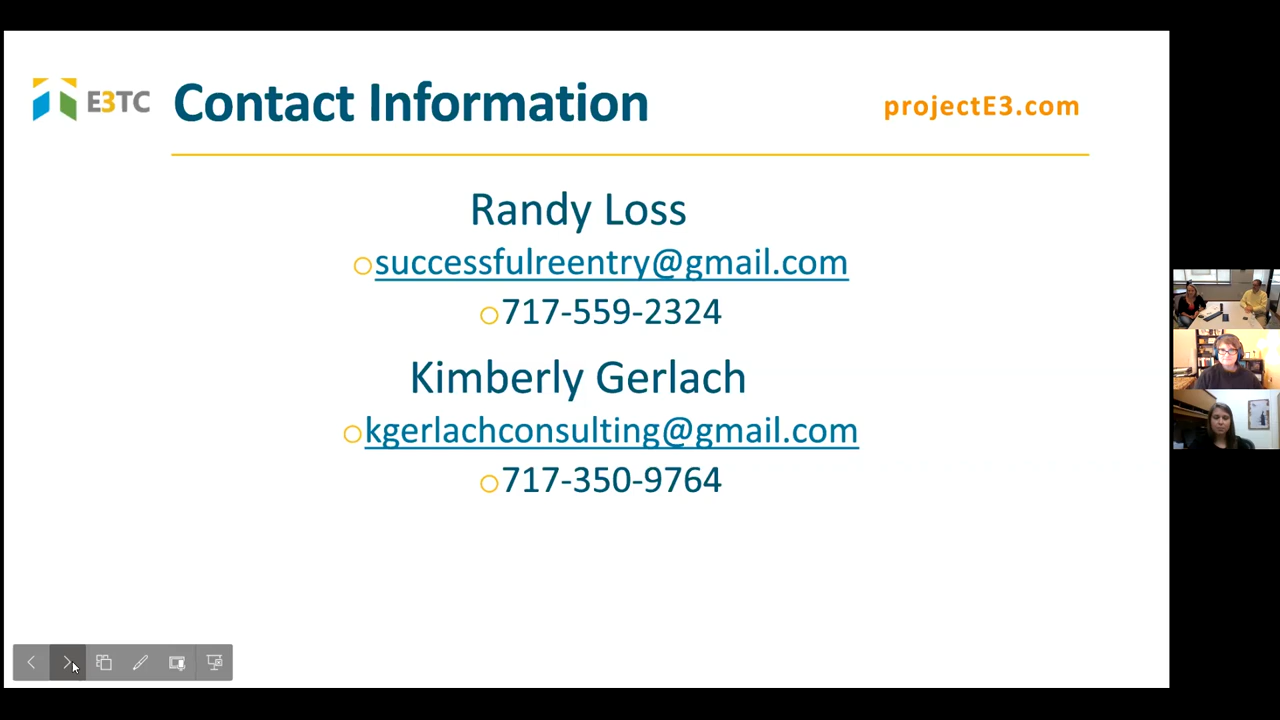 E3TC
Contact Information
projectE3.com
Randy Loss
successfulreentry@gmail.com
717-559-2324
Kimberly Gerlach
kgerlachconsulting@gmail.com
717-350-9764